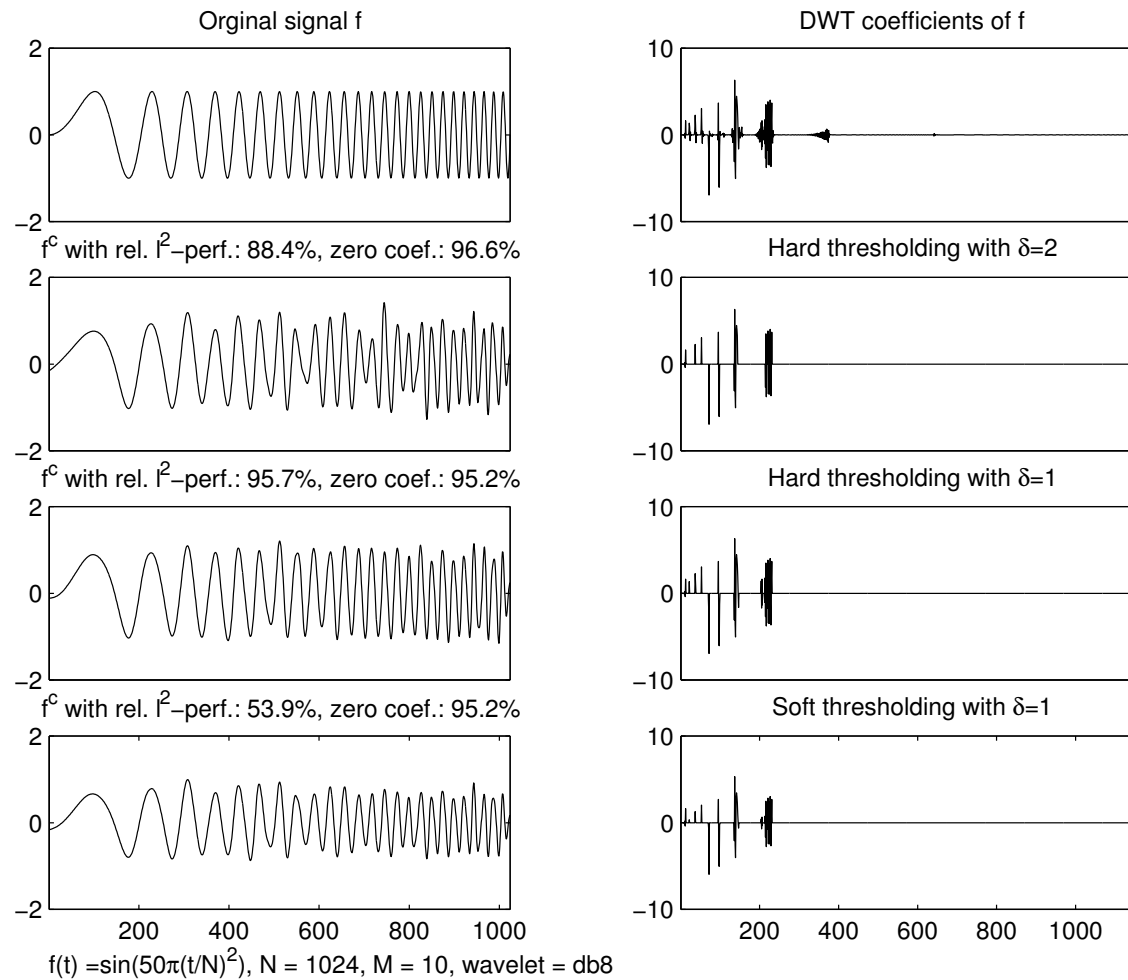 Orginal signal f
DWT coefficients of f
2
0
−2
10
0
−10
f^c with rel. l^2−perf.: 88.4%, zero coef.: 96.6%
Hard thresholding with δ=2
2
0
−2
10
0
−10
f^c with rel. l^2−perf.: 95.7%, zero coef.: 95.2%
Hard thresholding with δ=1
2
0
−2
10
0
−10
f^c with rel. l^2−perf.: 53.9%, zero coef.: 95.2%
Soft thresholding with δ=1
2
0
−2
200 400 600 800 1000
10
0
−10
200 400 600 800 1000
f(t) =sin(50π(t/N)^2), N = 1024, M = 10, wavelet = db8